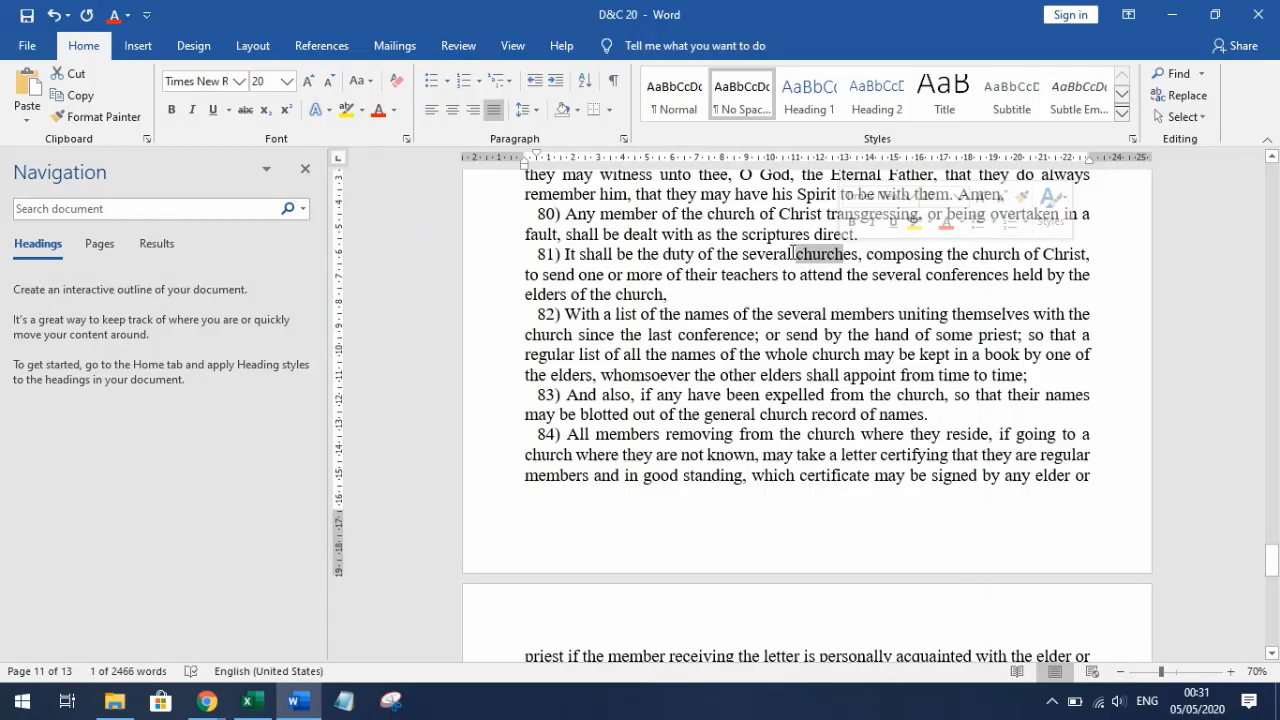 D&C 20 - Word
Sign in
File Home Insert Design Layout References Mailings Review View Help Tell me what you want to do Share
Paste
Cut
Copy
Format Painter
Clipboard
Times New R 20
Font
Paragraph
AaBbCcDc AaBbCcDc AaBbCc AaBbCcD AaB AaBbCcD AaBbCcDc
¶ Normal ¶ No Spac... Heading 1 Heading 2 Title Subtitle Subtle Em...
Styles
Find
Replace
Select
Editing
Navigation
Search document
Headings Pages Results
Create an interactive outline of your document.
It's a great way to keep track of where you are or quickly
move your content around.
To get started, go to the Home tab and apply Heading styles
to the headings in your document.
they may witness unto thee, O God, the Eternal Father, that they do always
remember him, that they may have his Spirit to be with them. Amen,
80) Any member of the church of Christ transgressing, or being overtaken in a
fault, shall be dealt with as the scriptures direct.
81) It shall be the duty of the several churches, composing the church of Christ,
to send one or more of their teachers to attend the several conferences held by the
elders of the church,
82) With a list of the names of the several members uniting themselves with the
church since the last conference; or send by the hand of some priest; so that a
regular list of all the names of the whole church may be kept in a book by one of
the elders, whomsoever the other elders shall appoint from time to time;
83) And also, if any have been expelled from the church, so that their names
may be blotted out of the general church record of names.
84) All members removing from the church where they reside, if going to a
church where they are not known, may take a letter certifying that they are regular
members and in good standing, which certificate may be signed by any elder or
priest if the member receiving the letter is personally acquainted with the elder or
Page 11 of 13 1 of 2466 words English (United States) 70%
ENG
00:31
05/05/2020